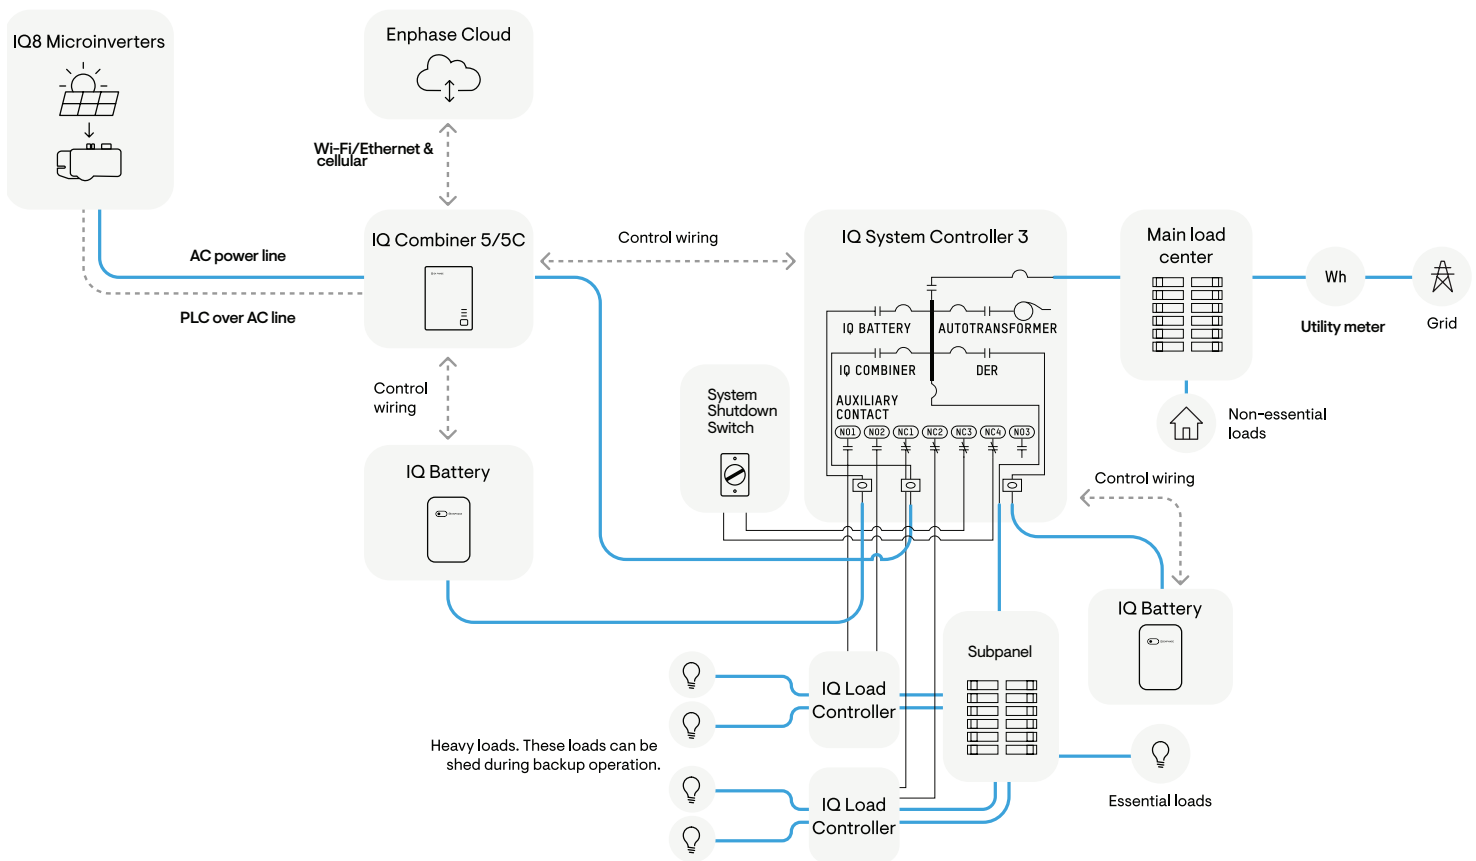 IQ8 Microinverters
Enphase Cloud
Wi-Fi/Ethernet &
cellular
AC power line
PLC over AC line
IQ Combiner 5/5C
Control wiring
Control
wiring
IQ Battery
IQ System Controller 3
IQ BATTERY
AUTOTRANSFORMER
IQ COMBINER
DER
AUXILIARY
CONTACT
NO1 NO2 NC1 NC2 NC3 NC4 NO3
System
Shutdown
Switch
Main load
center
Wh
Utility meter
Grid
Non-essential
loads
Control wiring
IQ Battery
Subpanel
IQ Load
Controller
Heavy loads. These loads can be
shed during backup operation.
IQ Load
Controller
Essential loads